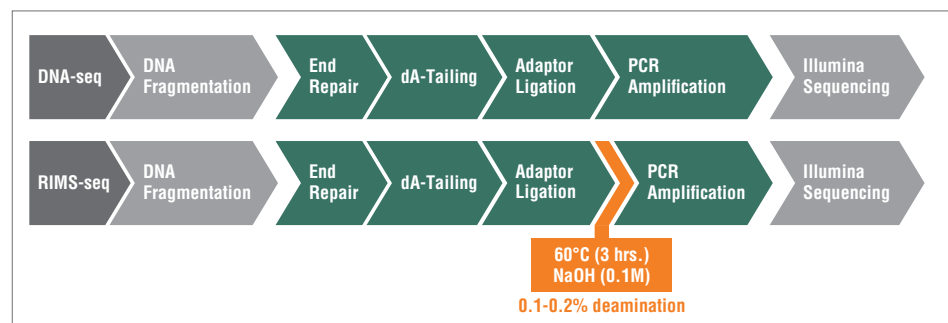 DNA-seq
DNA
Fragmentation
End
Repair
dA-Tailing
Adaptor
Ligation
PCR
Amplification
Illumina
Sequencing
RIMS-seq
DNA
Fragmentation
End
Repair
dA-Tailing
Adaptor
Ligation
PCR
Amplification
Illumina
Sequencing
60°C (3 hrs.)
NaOH (0.1M)
0.1-0.2% deamination